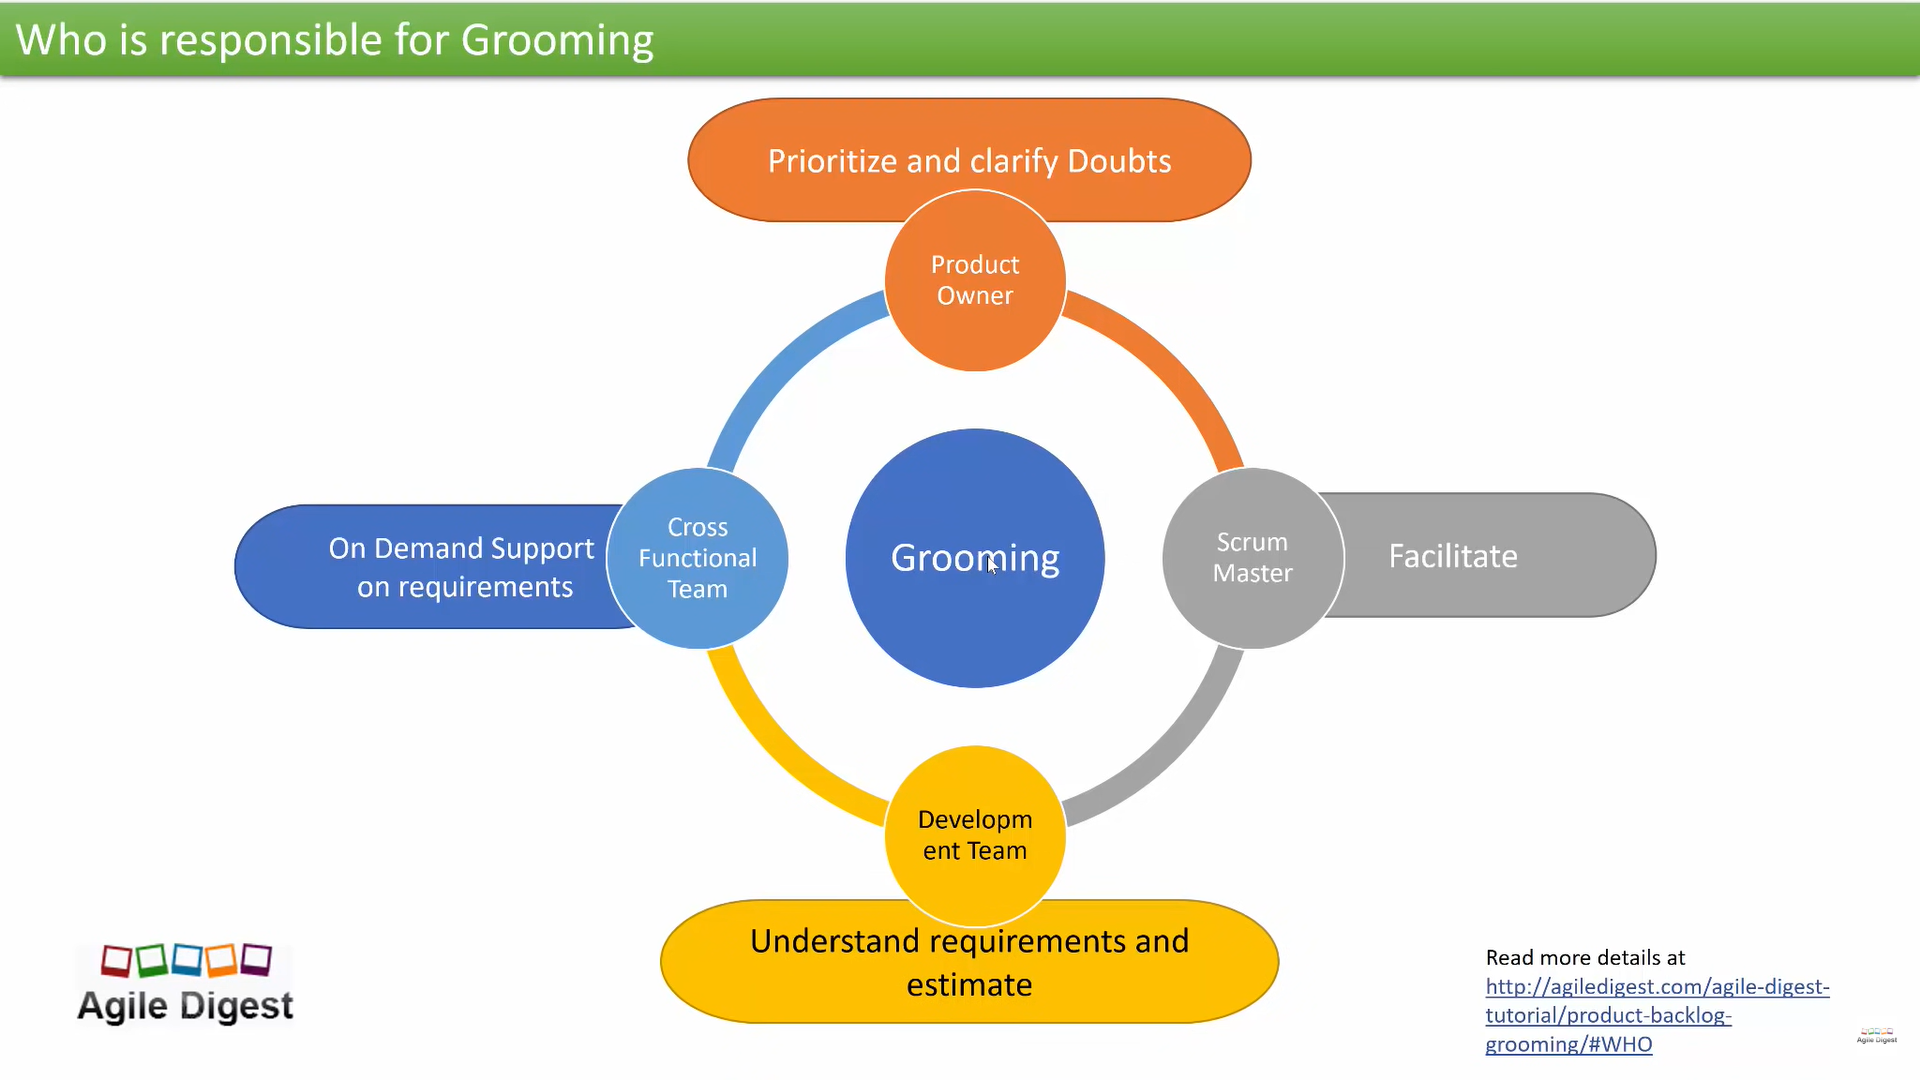 Who is responsible for Grooming
Prioritize and clarify Doubts
Product
Owner
On Demand Support
on requirements
Cross
Functional
Team
Grooming
Scrum
Master
Facilitate
Developm
ent Team
Understand requirements and
estimate
Agile Digest
Read more details at
http://agiledigest.com/agile-digest-
tutorial/product-backlog-
grooming/#WHO
Agile Digest